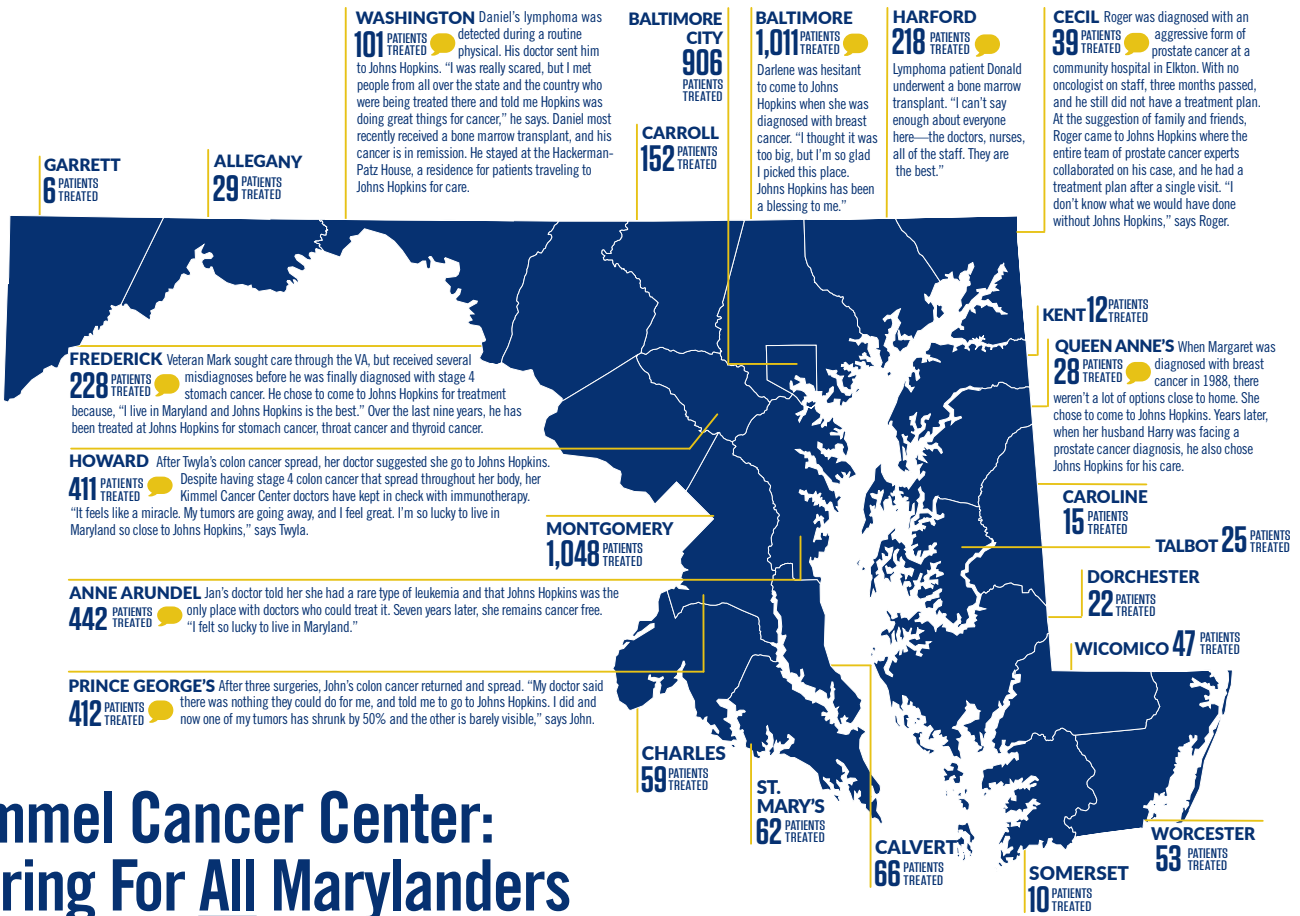 WASHINGTON Daniel's lymphoma was
101 PATIENTS TREATED detected during a routine
physical. His doctor sent him
to Johns Hopkins. "I was really scared, but I met
people from all over the state and the country who
were being treated there and told me Hopkins was
doing great things for cancer," he says. Daniel most
recently received a bone marrow transplant, and his
cancer is in remission. He stayed at the Hackerman-
Patz House, a residence for patients traveling to
Johns Hopkins for care.
BALTIMORE
CITY
906
PATIENTS
TREATED
BALTIMORE
1,011 PATIENTS TREATED
Darlene was hesitant
to come to Johns
Hopkins when she was
diagnosed with breast
cancer. "I thought it was
too big, but I'm so glad
I picked this place.
Johns Hopkins has been
a blessing to me."
HARFORD
218 PATIENTS TREATED
Lymphoma patient Donald
underwent a bone marrow
transplant. "I can't say
enough about everyone
here—the doctors, nurses,
all of the staff. They are
the best."
CECIL Roger was diagnosed with an
39 PATIENTS TREATED aggressive form of
prostate cancer at a
community hospital in Elkton. With no
oncologist on staff, three months passed,
and he still did not have a treatment plan.
At the suggestion of family and friends,
Roger came to Johns Hopkins where the
entire team of prostate cancer experts
collaborated on his case, and he had a
treatment plan after a single visit. "I
don't know what we would have done
without Johns Hopkins," says Roger.
GARRETT
6 PATIENTS TREATED
ALLEGANY
29 PATIENTS TREATED
CARROLL
152 PATIENTS TREATED
KENT 12 PATIENTS TREATED
QUEEN ANNE'S When Margaret was
28 PATIENTS TREATED diagnosed with breast
cancer in 1988, there
weren't a lot of options close to home. She
chose to come to Johns Hopkins. Years later,
when her husband Harry was facing a
prostate cancer diagnosis, he also chose
Johns Hopkins for his care.
FREDERICK Veteran Mark sought care through the VA, but received several
228 PATIENTS TREATED misdiagnoses before he was finally diagnosed with stage 4
stomach cancer. He chose to come to Johns Hopkins for treatment
because, "I live in Maryland and Johns Hopkins is the best." Over the last nine years, he has
been treated at Johns Hopkins for stomach cancer, throat cancer and thyroid cancer.
HOWARD After Twyla's colon cancer spread, her doctor suggested she go to Johns Hopkins.
411 PATIENTS TREATED Despite having stage 4 colon cancer that spread throughout her body, her
Kimmel Cancer Center doctors have kept in check with immunotherapy.
"It feels like a miracle. My tumors are going away, and I feel great. I'm so lucky to live in
Maryland so close to Johns Hopkins," says Twyla.
CAROLINE
15 PATIENTS TREATED
MONTGOMERY
1,048 PATIENTS TREATED
TALBOT 25 PATIENTS TREATED
DORCHESTER
22 PATIENTS TREATED
ANNE ARUNDEL Jan's doctor told her she had a rare type of leukemia and that Johns Hopkins was the
442 PATIENTS TREATED only place with doctors who could treat it. Seven years later, she remains cancer free.
"I felt so lucky to live in Maryland."
WICOMICO 47 PATIENTS TREATED
PRINCE GEORGE'S After three surgeries, John's colon cancer returned and spread. "My doctor said
412 PATIENTS TREATED there was nothing they could do for me, and told me to go to Johns Hopkins. I did and
now one of my tumors has shrunk by 50% and the other is barely visible," says John.
CHARLES
59 PATIENTS TREATED
ST.
MARY'S
62 PATIENTS TREATED
CALVERT
66 PATIENTS TREATED
WORCESTER
53 PATIENTS TREATED
SOMERSET
10 PATIENTS TREATED
mmel Cancer Center:
ring For All Marylanders